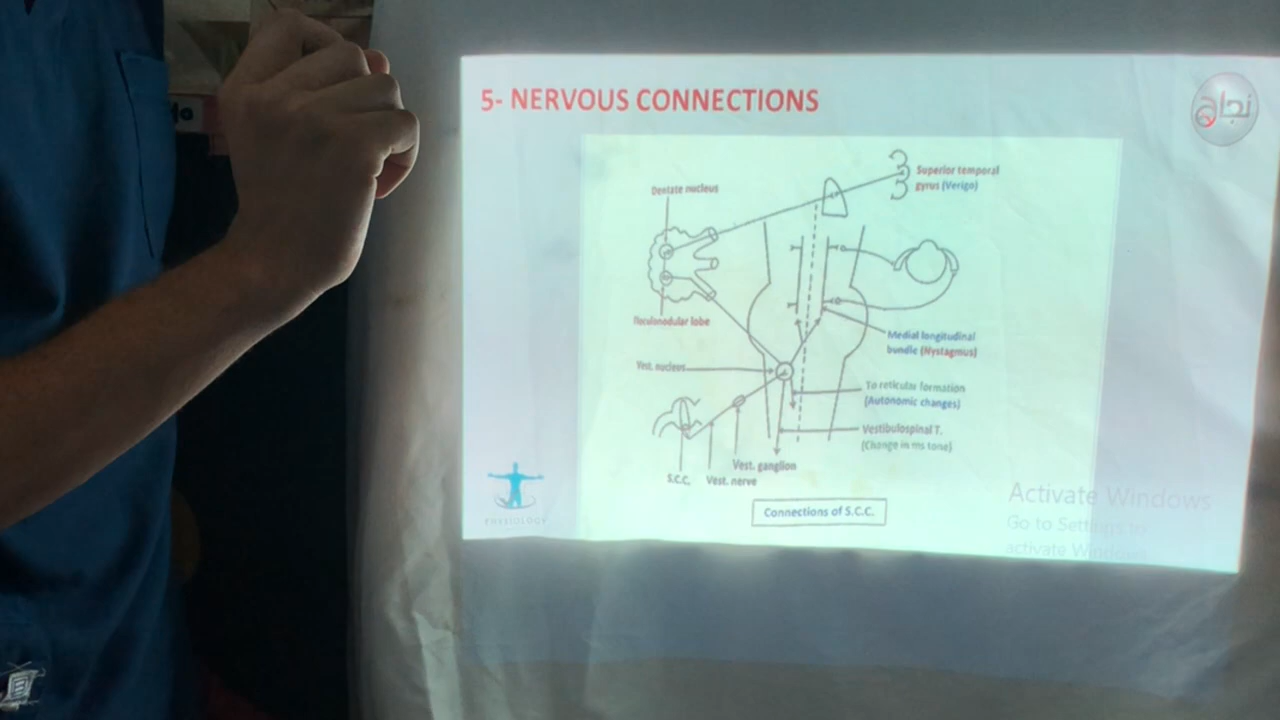 5- NERVOUS CONNECTIONS
نجاح
Dentate nucleus
Superior temporal
gyrus (Verigo)
floculonodular lobe
Medial longitudinal
bundle (Nystagmus)
Vest. nucleus
To reticular formation
(Autonomic changes)
Vestibulospinal T.
(Change in ms tone)
Vest. ganglion
S.C.C. Vest. nerve
Connections of S.C.C.
PHYSIOLOGY
Activate Windows
Go to Settings to
activate Windows